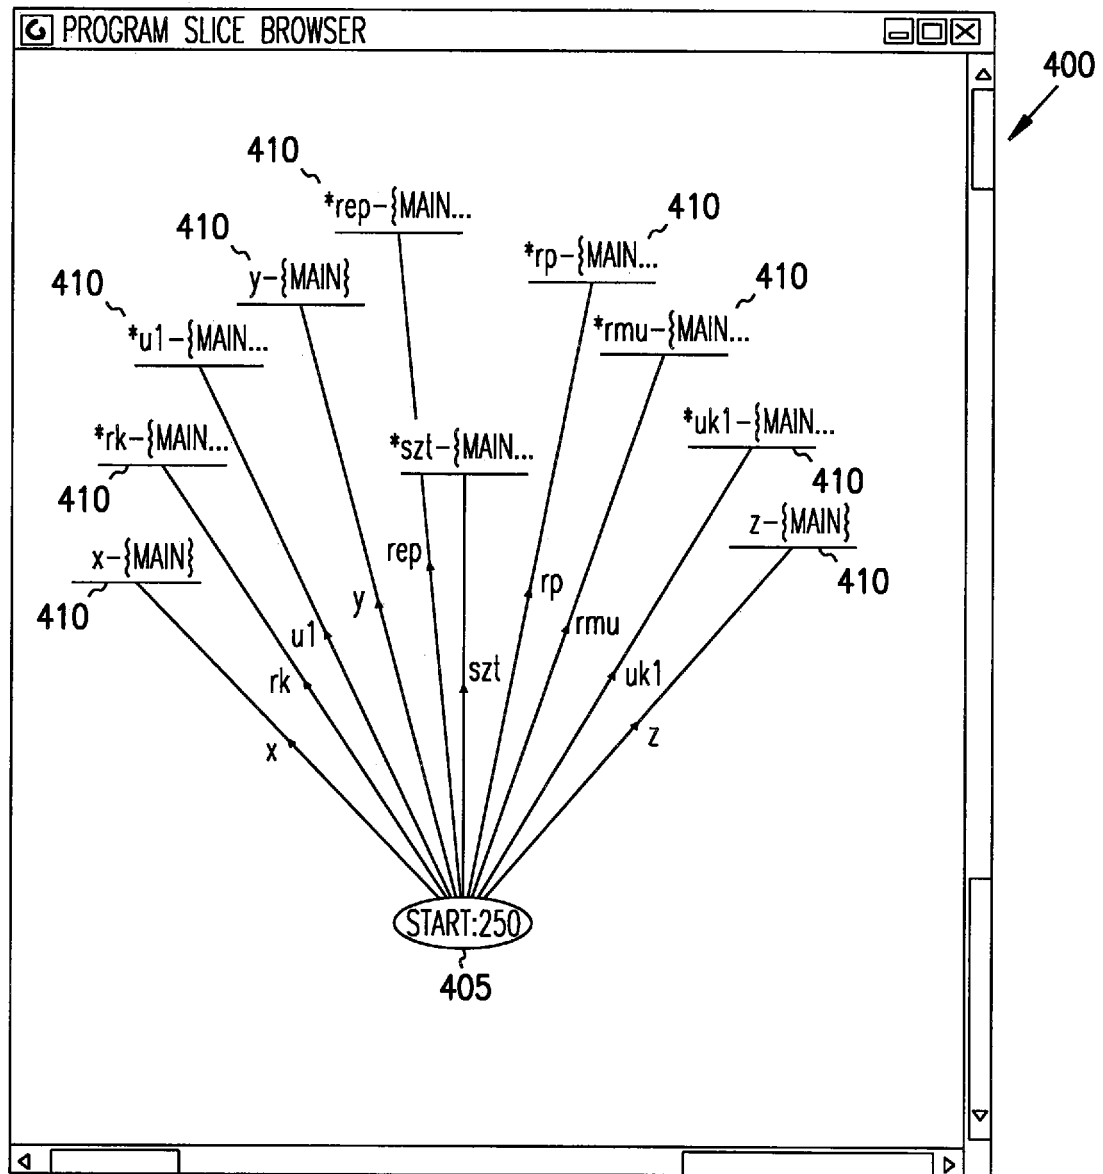 G PROGRAM SLICE BROWSER
400
410
*rep-{MAIN...
410
*rp-{MAIN...
410
y-{MAIN}
410
*rmu-{MAIN...
410
*u1-{MAIN...
*rk-{MAIN...
410
*szt-{MAIN...
*uk1-{MAIN...
410
x-{MAIN}
410
z-{MAIN}
410
rep
y
rp
u1
rmu
rk
szt
uk1
x
z
START:250
405